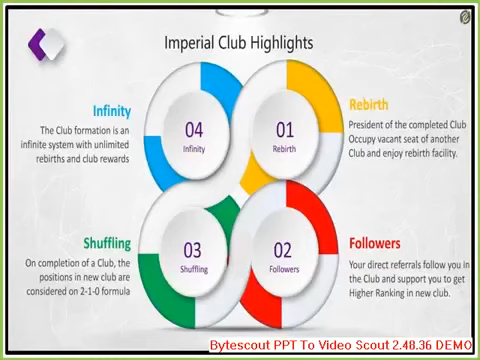 Imperial Club Highlights
Infinity
The Club formation is an
infinite system with unlimited
rebirths and club rewards
04
Infinity
01
Rebirth
Rebirth
President of the completed Club
Occupy vacant seat of another
Club and enjoy rebirth facility.
Shuffling
On completion of a Club, the
positions in new club are
considered on 2-1-0 formula
03
Shuffling
02
Followers
Followers
Your direct referrals follow you in
the Club and support you to get
Higher Ranking in new club.
Bytescout PPT To Video Scout 2.48.36 DEMO